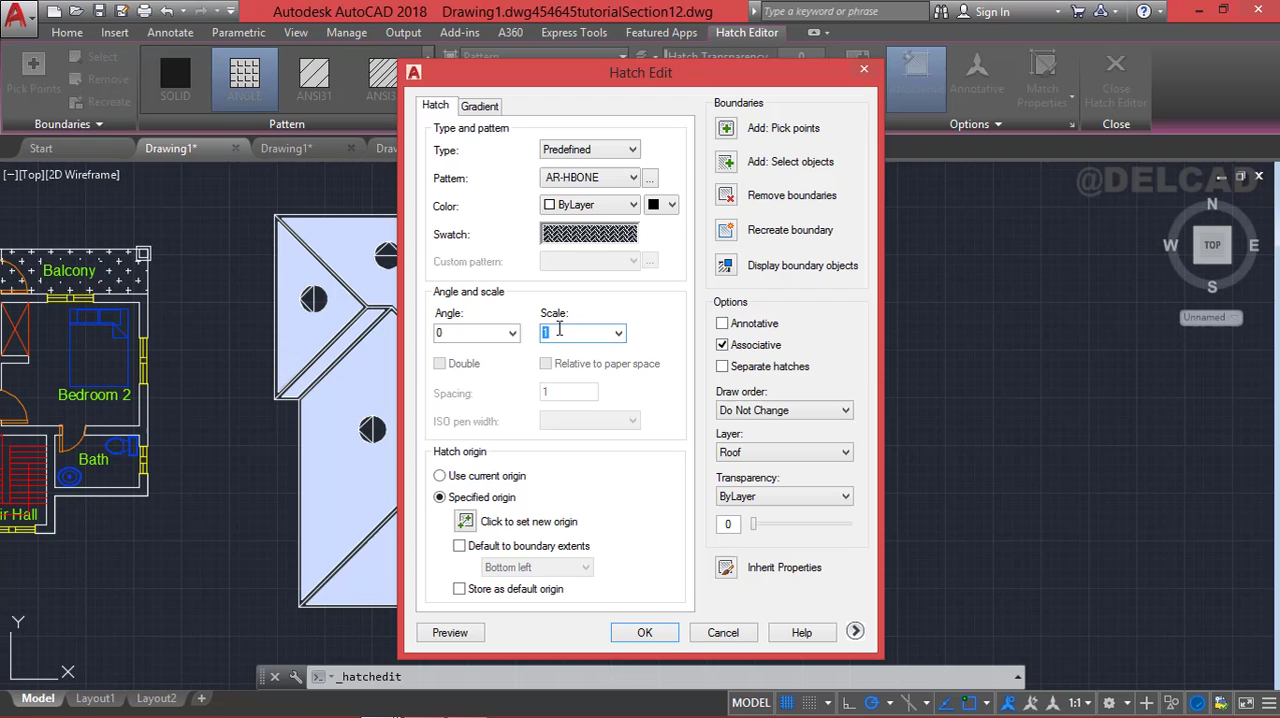 Autodesk AutoCAD 2018 Drawing1.dwg454645tutorialSection12.dwg
Type a keyword or phrase
Sign In
Home Insert Annotate Parametric View Manage Output Add-ins A360 Express Tools Featured Apps Hatch Editor
Pick Points
Select
Remove
Recreate
SOLID
ANGLE
ANSI31
Pattern
Hatch Transparency
0
Annotative
Match
Properties
Close
Hatch Editor
Boundaries
Pattern
Options
Close
Start
Drawing1*
Drawing1*
[−][Top][2D Wireframe]
@DELCAD
N
W TOP E
S
Unnamed
Balcony
Bedroom 2
Bath
Hatch Edit
Hatch
Gradient
Type and pattern
Type: Predefined
Pattern: AR-HBONE ...
Color: ByLayer
Swatch:
Custom pattern: ...
Angle and scale
Angle:
Scale:
0
1
Double
Relative to paper space
Spacing: 1
ISO pen width:
Hatch origin
Use current origin
Specified origin
Click to set new origin
Default to boundary extents
Bottom left
Store as default origin
Boundaries
Add: Pick points
Add: Select objects
Remove boundaries
Recreate boundary
Display boundary objects
Options
Annotative
Associative
Separate hatches
Draw order:
Do Not Change
Layer:
Roof
Transparency:
ByLayer
0
Inherit Properties
Preview OK Cancel Help
Y
X
_hatchedit
Model Layout1 Layout2 +
MODEL
1:1